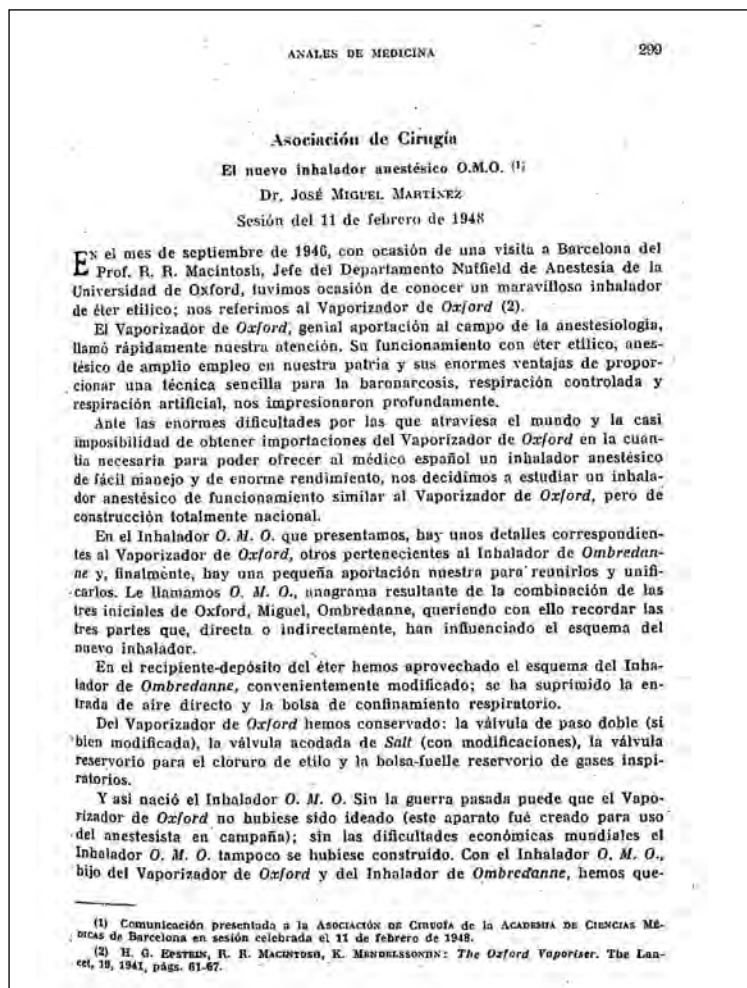 ANALES DE MEDICINA 299
Asociación de Cirugía
El nuevo inhalador anestésico O.M.O. (1)
Dr. JOSÉ MIGUEL MARTÍNEZ
Sesión del 11 de febrero de 1948
EN el mes de septiembre de 1946, con ocasión de una visita a Barcelona del
Prof. R. R. Macintosh, Jefe del Departamento Nutfield de Anestesia de la
Universidad de Oxford, tuvimos ocasión de conocer un maravilloso inhalador
de éter etílico; nos referimos al Vaporizador de Oxford (2).
El Vaporizador de Oxford, genial aportación al campo de la anestesiología,
llamó rápidamente nuestra atención. Su funcionamiento con éter etílico, anes-
tésico de amplio empleo en nuestra patria y sus enormes ventajas de propor-
cionar una técnica sencilla para la baronarcosis, respiración controlada y
respiración artificial, nos impresionaron profundamente.
Ante las enormes dificultades por las que atraviesa el mundo y la casi
imposibilidad de obtener importaciones del Vaporizador de Oxford en la cuan-
tía necesaria para poder ofrecer al médico español un inhalador anestésico
de fácil manejo y de enorme rendimiento, nos decidimos a estudiar un inhala-
dor anestésico de funcionamiento similar al Vaporizador de Oxford, pero de
construcción totalmente nacional.
En el Inhalador O. M. O. que presentamos, hay unos detalles correspondien-
tes al Vaporizador de Oxford, otros pertenecientes al Inhalador de Ombredan-
ne y, finalmente, hay una pequeña aportación nuestra para reunirlos y unifi-
carlos. Le llamamos O. M. O., anagrama resultante de la combinación de las
tres iniciales de Oxford, Miguel, Ombredanne, queriendo con ello recordar las
tres partes que, directa o indirectamente, han influenciado el esquema del
nuevo inhalador.
En el recipiente-depósito del éter hemos aprovechado el esquema del Inha-
lador de Ombredanne, convenientemente modificado; se ha suprimido la en-
trada de aire directo y la bolsa de confinamiento respiratorio.
Del Vaporizador de Oxford hemos conservado: la válvula de paso doble (si
bien modificada), la válvula acodada de Salt (con modificaciones), la válvula
reservorio para el cloruro de etilo y la bolsa-fuelle reservorio de gases inspi-
ratorios.
Y así nació el Inhalador O. M. O. Sin la guerra pasada puede que el Vapo-
rizador de Oxford no hubiese sido ideado (este aparato fué creado para uso
del anestesista en campaña); sin las dificultades económicas mundiales el
Inhalador O. M. O. tampoco se hubiese construído. Con el Inhalador O. M. O.,
hijo del Vaporizador de Oxford y del Inhalador de Ombredanne, hemos que-
(1) Comunicación presentada a la ASOCIACIÓN DE CIRUGÍA de la ACADEMIA DE CIENCIAS MÉ-
DICAS de Barcelona en sesión celebrada el 11 de febrero de 1948.
(2) H. G. EPSTEIN, R. R. MACINTOSH, K. MENDELSSONDN: The Oxford Vaporiser. The Lan-
cet, 19, 1941, págs. 61-67.